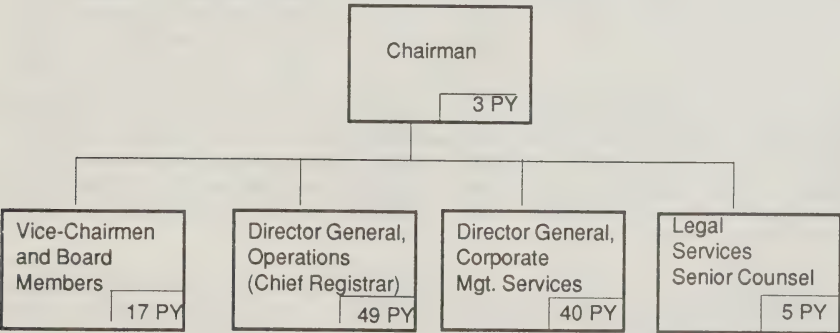 Chairman
3 PY
Vice-Chairmen
and Board
Members
17 PY
Director General,
Operations
(Chief Registrar)
49 PY
Director General,
Corporate
Mgt. Services
40 PY
Legal
Services
Senior Counsel
5 PY